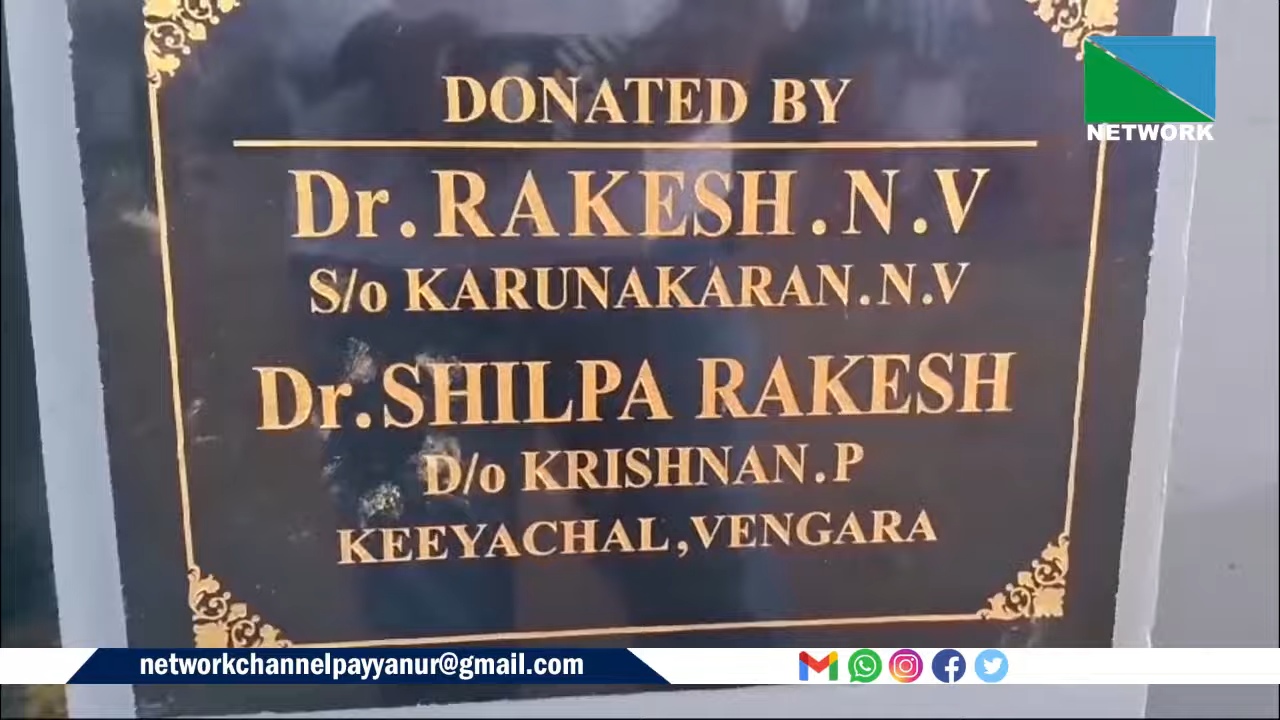 DONATED BY
Dr.RAKESH.N.V
S/o KARUNAKARAN.N.V
Dr.SHILPA RAKESH
D/o KRISHNAN.P
KEEYACHAL,VENGARA
NETWORK
networkchannelpayyanur@gmail.com